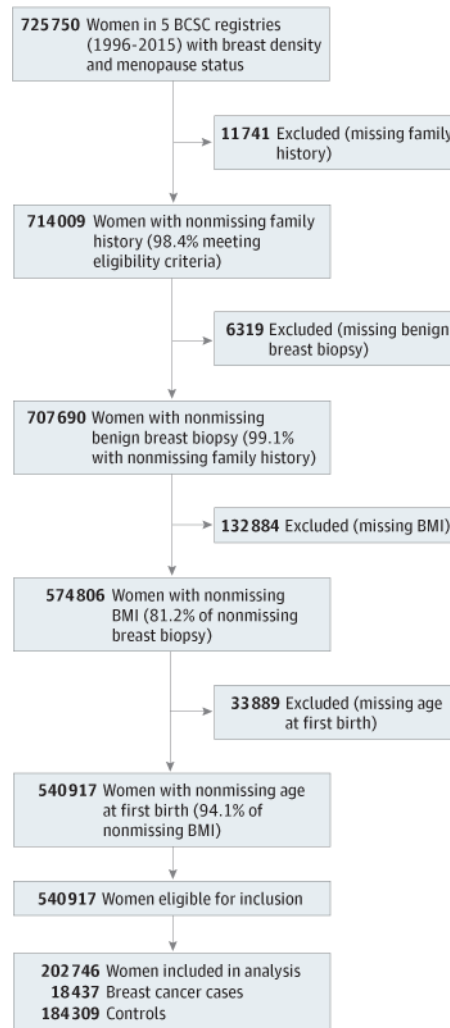 725750 Women in 5 BCSC registries
(1996-2015) with breast density
and menopause status
11741 Excluded (missing family
history)
714009 Women with nonmissing family
history (98.4% meeting
eligibility criteria)
6319 Excluded (missing benign
breast biopsy)
707690 Women with nonmissing
benign breast biopsy (99.1%
with nonmissing family history)
132884 Excluded (missing BMI)
574806 Women with nonmissing
BMI (81.2% of nonmissing
breast biopsy)
33889 Excluded (missing age
at first birth)
540917 Women with nonmissing age
at first birth (94.1% of
nonmissing BMI)
540917 Women eligible for inclusion
202746 Women included in analysis
18437 Breast cancer cases
184309 Controls